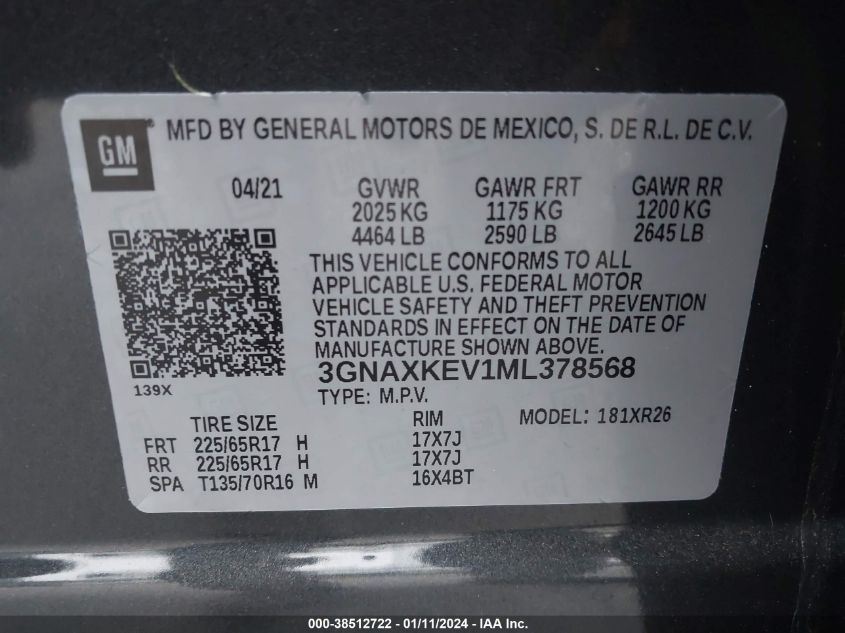 GM ® MFD BY GENERAL MOTORS DE MEXICO, S. DE R.L. DE C.V.
04/21 GVWR GAWR FRT GAWR RR
2025 KG 1175 KG 1200 KG
4464 LB 2590 LB 2645 LB
THIS VEHICLE CONFORMS TO ALL
APPLICABLE U.S. FEDERAL MOTOR
VEHICLE SAFETY AND THEFT PREVENTION
STANDARDS IN EFFECT ON THE DATE OF
MANUFACTURE SHOWN ABOVE.
3GNAXKEV1ML378568
139X
TYPE: M.P.V.
TIRE SIZE RIM MODEL: 181XR26
FRT 225/65R17 H 17X7J
RR 225/65R17 H 17X7J
SPA T135/70R16 M 16X4BT
000-38512722 - 01/11/2024 - IAA Inc.